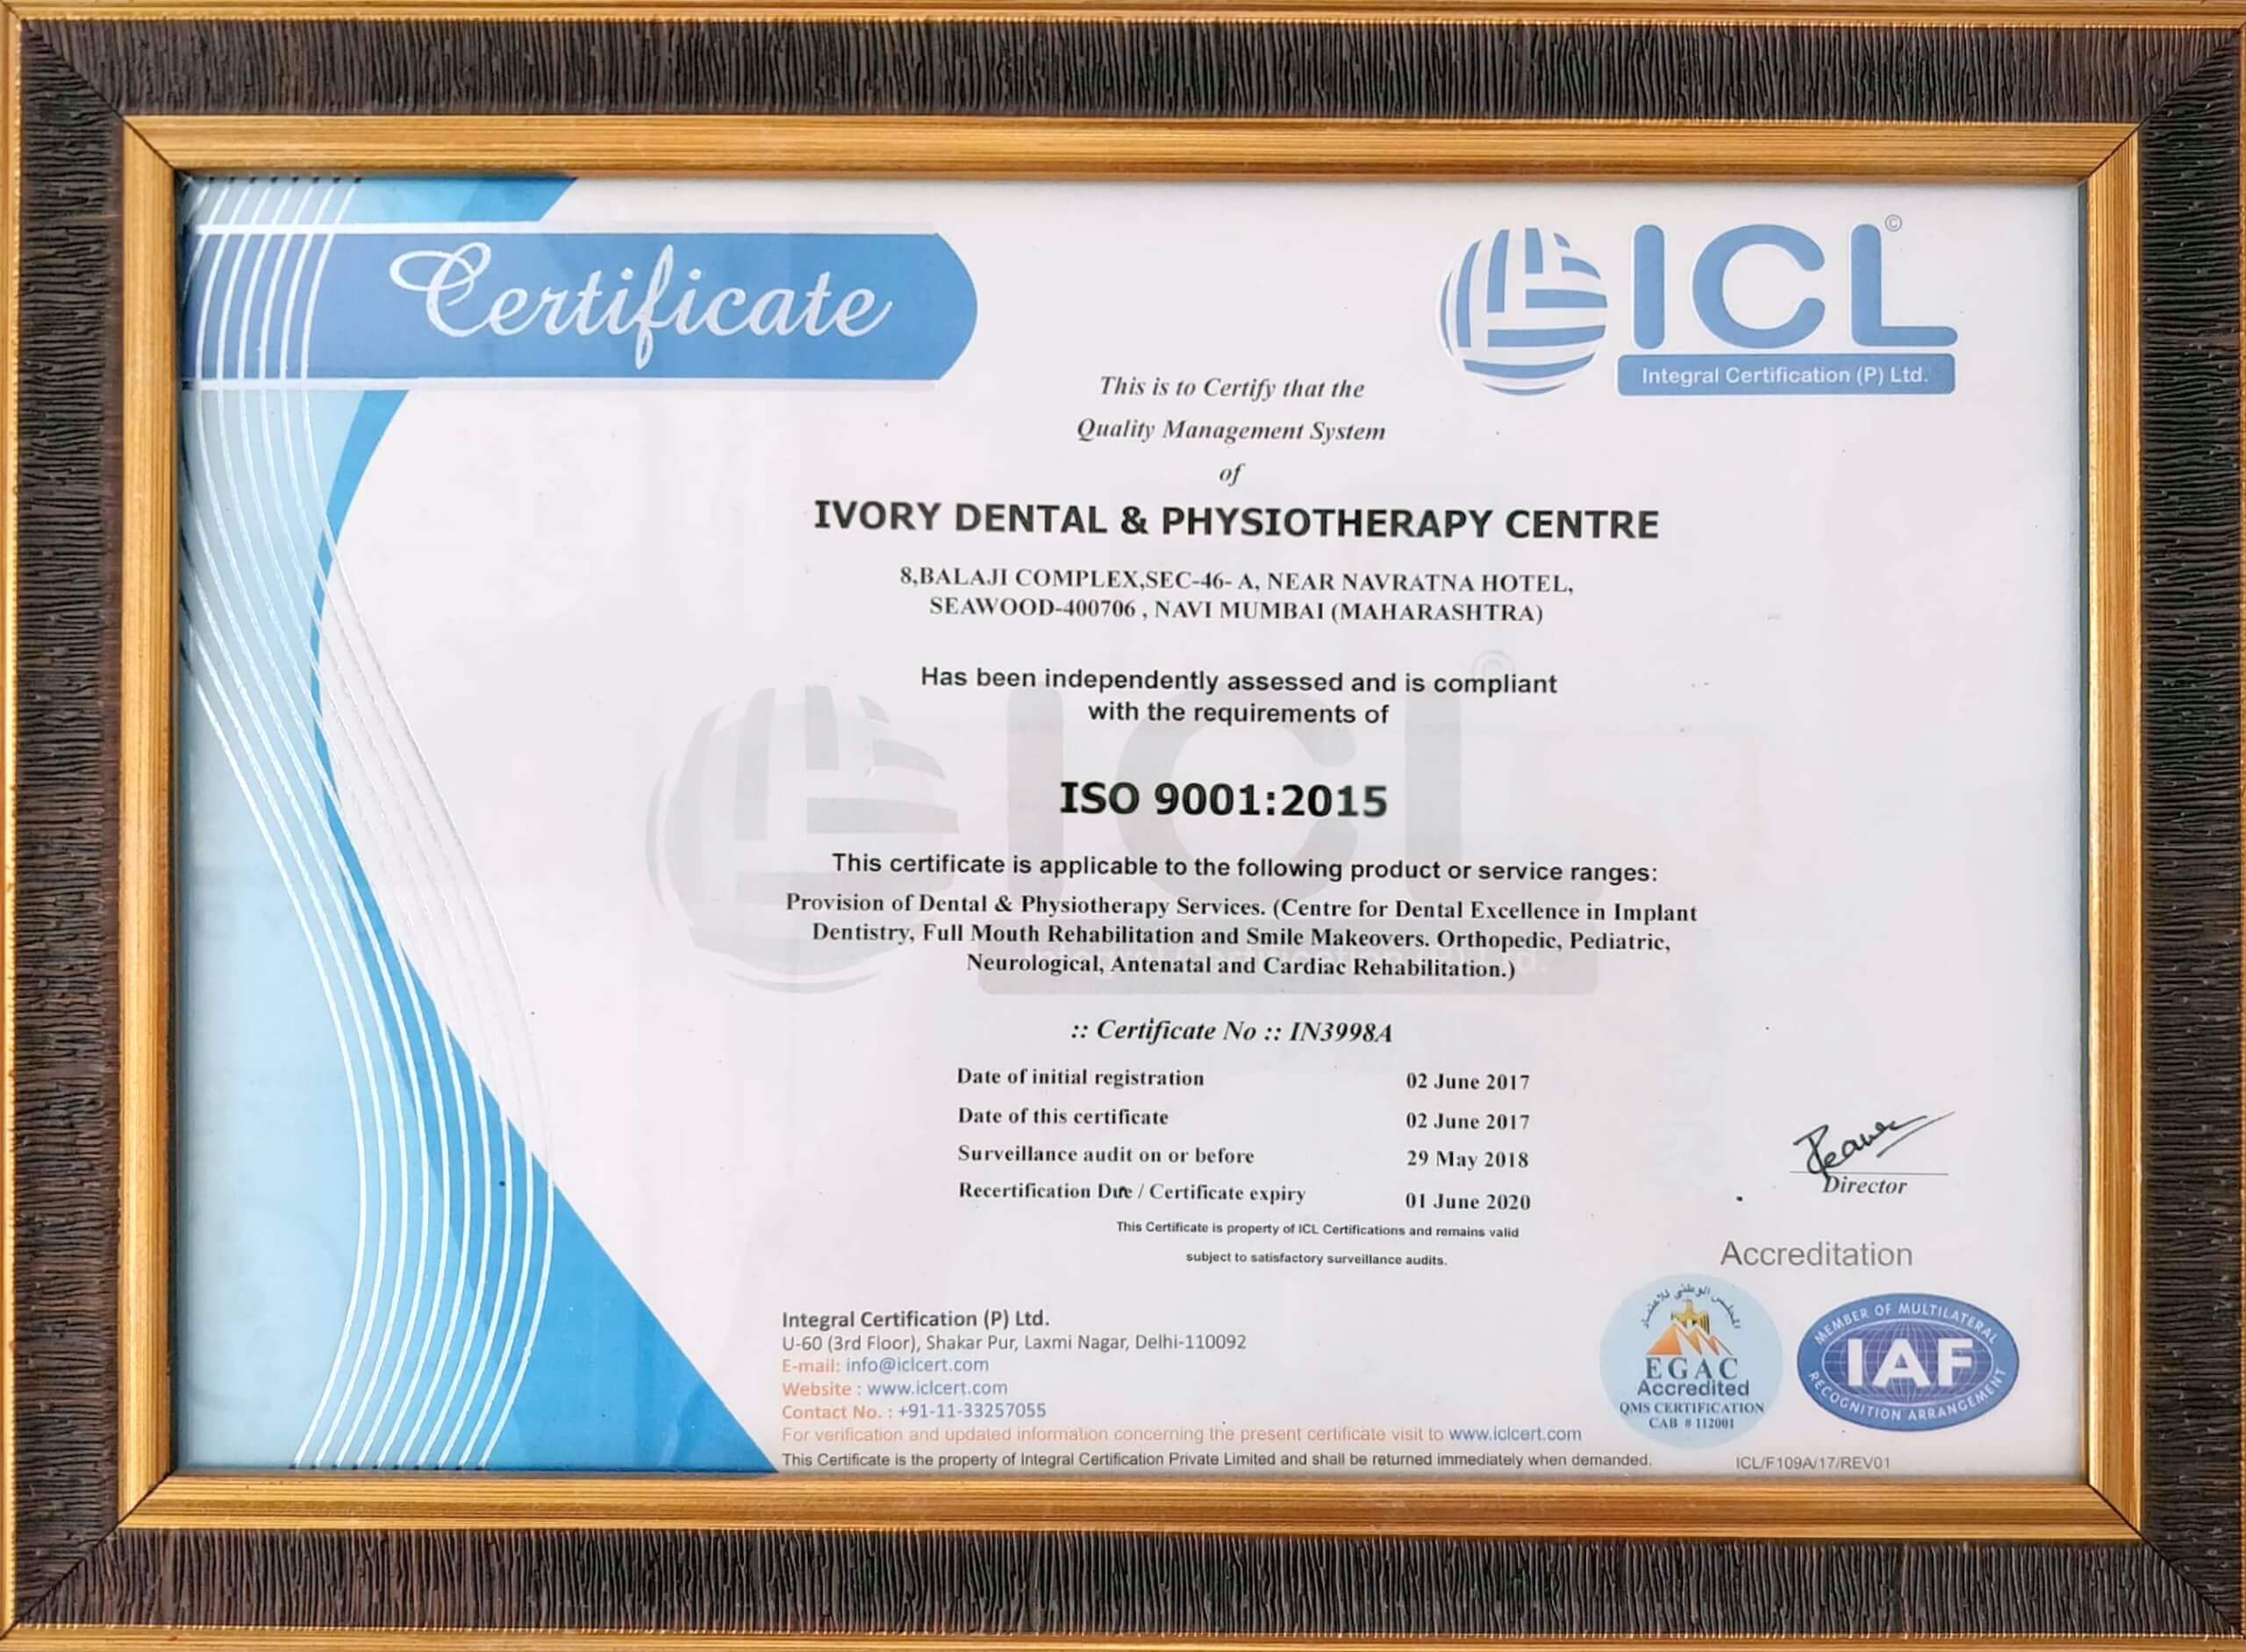 Certificate
©
ICL
Integral Certification (P) Ltd.
This is to Certify that the
Quality Management System
of
IVORY DENTAL & PHYSIOTHERAPY CENTRE
8,BALAJI COMPLEX,SEC-46- A, NEAR NAVRATNA HOTEL,
SEAWOOD-400706 , NAVI MUMBAI (MAHARASHTRA)
Has been independently assessed and is compliant
with the requirements of
ISO 9001:2015
This certificate is applicable to the following product or service ranges:
Provision of Dental & Physiotherapy Services. (Centre for Dental Excellence in Implant
Dentistry, Full Mouth Rehabilitation and Smile Makeovers. Orthopedic, Pediatric,
Neurological, Antenatal and Cardiac Rehabilitation.)
:: Certificate No :: IN3998A
Date of initial registration 02 June 2017
Date of this certificate 02 June 2017
Surveillance audit on or before 29 May 2018
Recertification Due / Certificate expiry 01 June 2020
This Certificate is property of ICL Certifications and remains valid
subject to satisfactory surveillance audits.
Director
Accreditation
المجلس الوطنى للاعتماد
EGAC
Accredited
QMS CERTIFICATION
CAB # 112001
MEMBER OF MULTILATERAL
IAF
RECOGNITION ARRANGEMENT
Integral Certification (P) Ltd.
U-60 (3rd Floor), Shakar Pur, Laxmi Nagar, Delhi-110092
E-mail: info@iclcert.com
Website : www.iclcert.com
Contact No. : +91-11-33257055
For verification and updated information concerning the present certificate visit to www.iclcert.com
This Certificate is the property of Integral Certification Private Limited and shall be returned immediately when demanded.
ICL/F109A/17/REV01